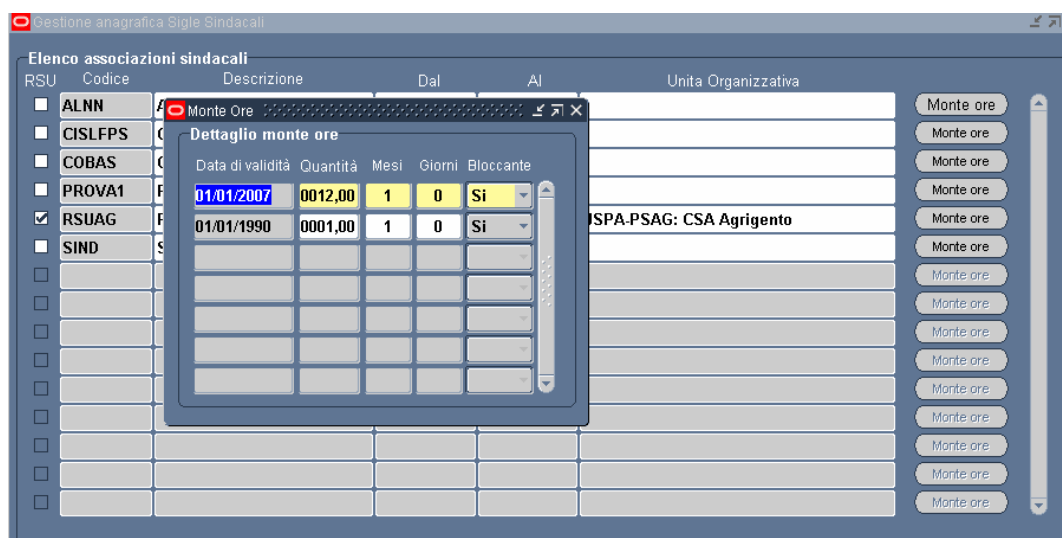 Gestione anagrafica Sigle Sindacali
Elenco associazioni sindacali
RSU Codice Descrizione Dal Al Unita Organizzativa
ALNN A Monte ore
CISLFPS C Monte ore
COBAS C Monte ore
PROVA1 P Monte ore
RSUAG R JSPA-PSAG: CSA Agrigento Monte ore
SIND S Monte ore
Monte ore
Monte ore
Monte ore
Monte ore
Monte ore
Monte ore
Monte ore
Monte ore
Monte ore
Monte Ore
Dettaglio monte ore
Data di validità Quantità Mesi Giorni Bloccante
01/01/2007 0012,00 1 0 Si
01/01/1990 0001,00 1 0 Si